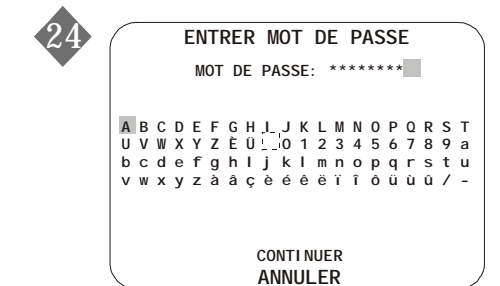 24
ENTRER MOT DE PASSE
MOT DE PASSE: ********
A B C D E F G H I J K L M N O P Q R S T
U V W X Y Z È Ü 0 1 2 3 4 5 6 7 8 9 a
b c d e f g h I j k l m n o p q r s t u
v w x y z à â ç è é ê ë ï î ô ü ù û / -
CONTINUER
ANNULER